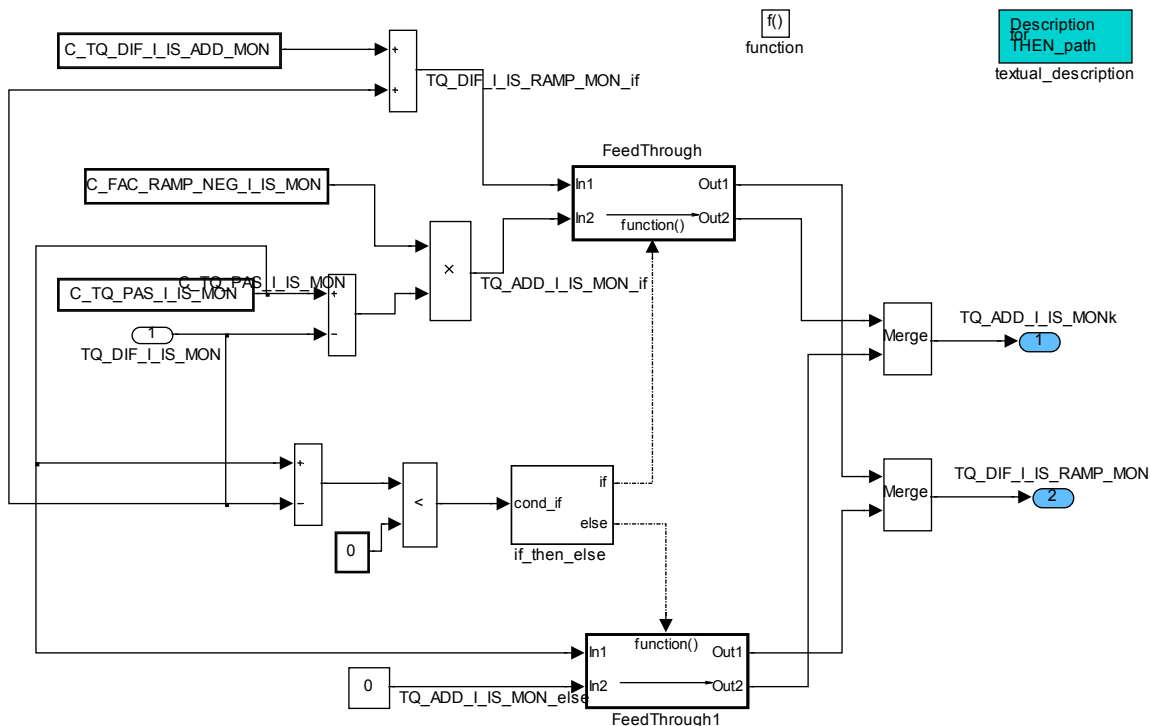 f()
function
Description
for
THEN_path
textual_description
C_TQ_DIF_I_IS_ADD_MON
+
+
TQ_DIF_I_IS_RAMP_MON_if
FeedThrough
In1
Out1
In2
function()
Out2
C_FAC_RAMP_NEG_I_IS_MON
×
TQ_ADD_I_IS_MON_if
C_TQ_PAS_I_IS_MON
C_TQ_PAS_I_IS_MON
+
−
1
TQ_DIF_I_IS_MON
Merge
TQ_ADD_I_IS_MONk
1
+
−
<
0
cond_if
if
else
if_then_else
Merge
TQ_DIF_I_IS_RAMP_MON
2
function()
In1
Out1
In2
Out2
FeedThrough1
0
TQ_ADD_I_IS_MON_else